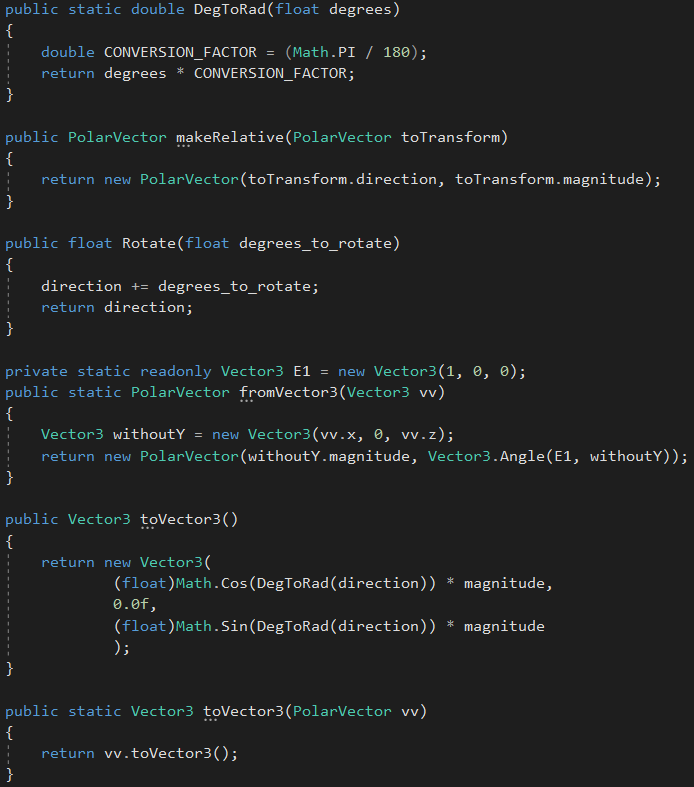 public static double DegToRad(float degrees)
{
    double CONVERSION_FACTOR = (Math.PI / 180);
    return degrees * CONVERSION_FACTOR;
}

public PolarVector makeRelative(PolarVector toTransform)
{
    return new PolarVector(toTransform.direction, toTransform.magnitude);
}

public float Rotate(float degrees_to_rotate)
{
    direction += degrees_to_rotate;
    return direction;
}

private static readonly Vector3 E1 = new Vector3(1, 0, 0);
public static PolarVector fromVector3(Vector3 vv)
{
    Vector3 withoutY = new Vector3(vv.x, 0, vv.z);
    return new PolarVector(withoutY.magnitude, Vector3.Angle(E1, withoutY));
}

public Vector3 toVector3()
{
    return new Vector3(
            (float)Math.Cos(DegToRad(direction)) * magnitude,
            0.0f,
            (float)Math.Sin(DegToRad(direction)) * magnitude
            );
}

public static Vector3 toVector3(PolarVector vv)
{
    return vv.toVector3();
}